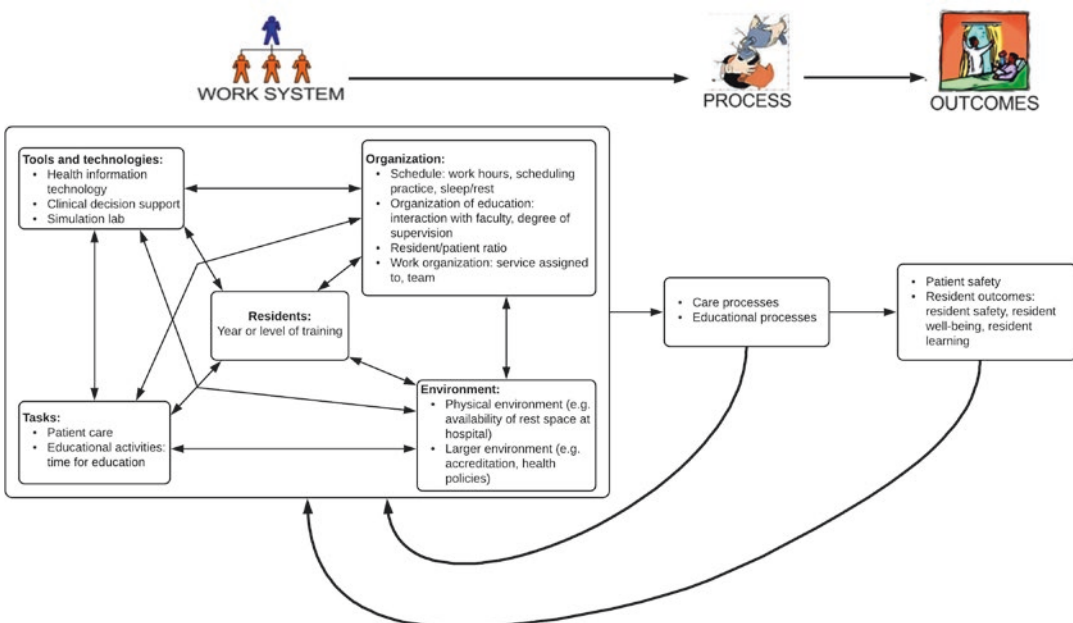 WORK SYSTEM
PROCESS
OUTCOMES
Tools and technologies:
• Health information
technology
• Clinical decision support
• Simulation lab
Organization:
• Schedule: work hours, scheduling
practice, sleep/rest
• Organization of education:
interaction with faculty, degree of
supervision
• Resident/patient ratio
• Work organization: service assigned
to, team
Residents:
Year or level of training
Tasks:
• Patient care
• Educational activities:
time for education
Environment:
• Physical environment (e.g.
availability of rest space at
hospital)
• Larger environment (e.g.
accreditation, health
policies)
• Care processes
• Educational processes
• Patient safety
• Resident outcomes:
resident safety, resident
well-being, resident
learning